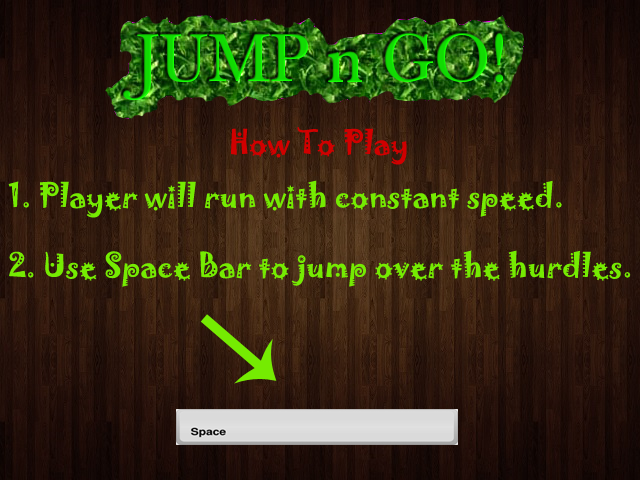 JUMP n GO!
How To Play
1. Player will run with constant speed.
2. Use Space Bar to jump over the hurdles.
Space